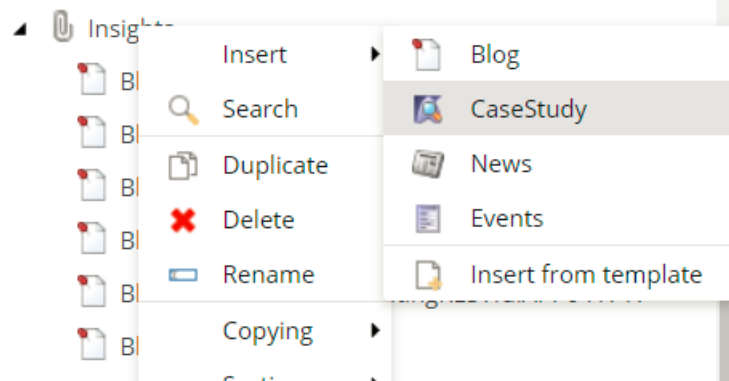 Insights
Insert
Blog
Search
CaseStudy
Duplicate
News
Delete
Events
Rename
Insert from template
Copying